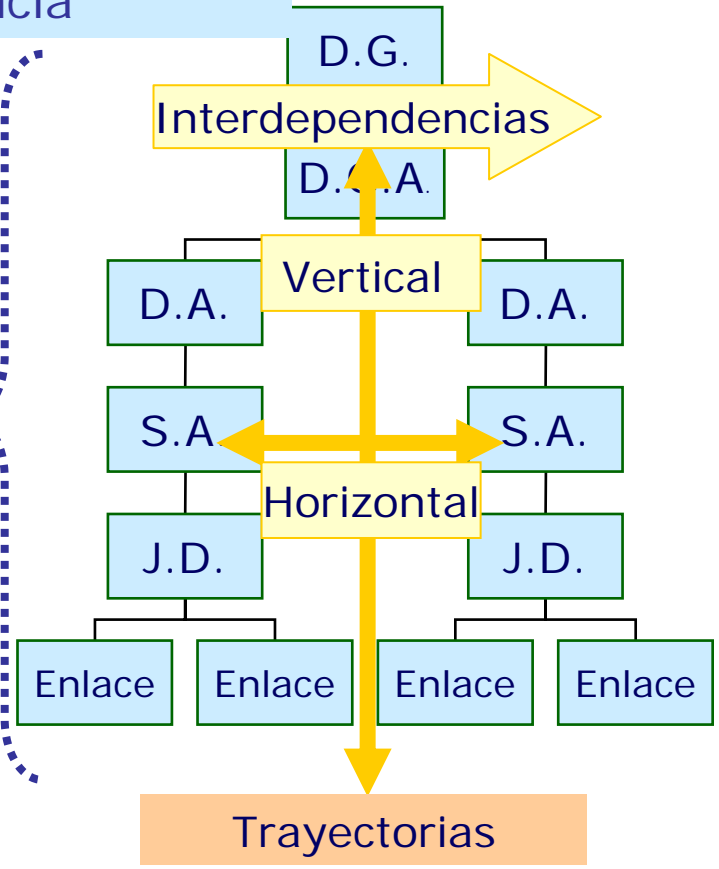 D.G.
Interdependencias
Vertical
D.A. D.A.
S.A. S.A.
Horizontal
J.D. J.D.
Enlace Enlace Enlace Enlace
Trayectorias